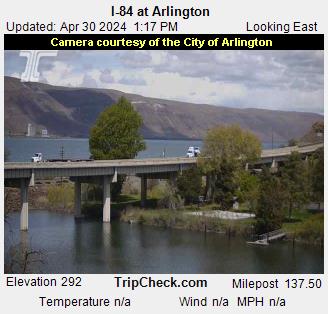 I-84 at Arlington
Updated: Apr 30 2024 1:17 PM Looking East
Camera courtesy of the City of Arlington
Elevation 292 TripCheck.com Milepost 137.50
Temperature n/a Wind n/a MPH n/a